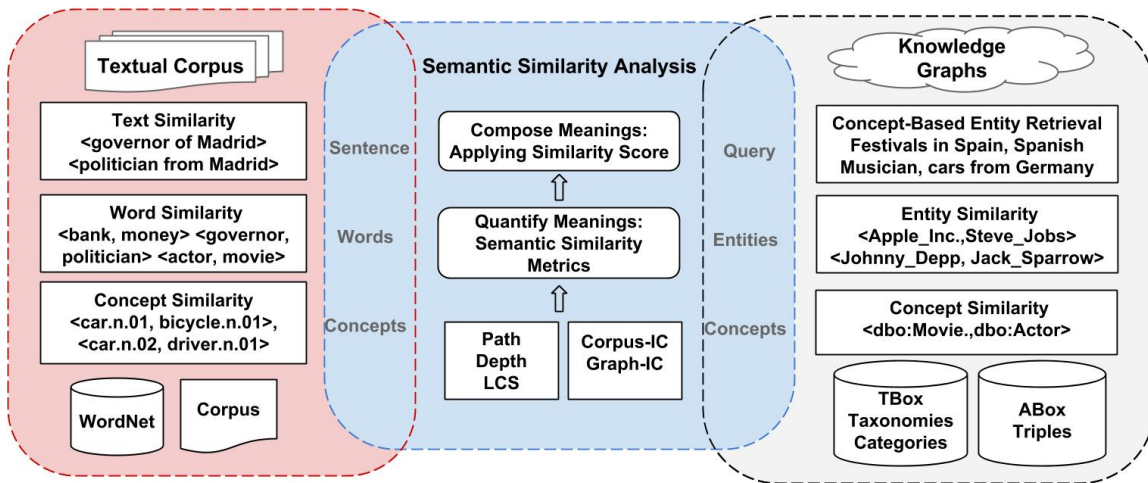 Textual Corpus
Text Similarity
<governor of Madrid>
<politician from Madrid>
Word Similarity
<bank, money> <governor,
politician> <actor, movie>
Concept Similarity
<car.n.01, bicycle.n.01>,
<car.n.02, driver.n.01>
WordNet
Corpus
Sentence
Words
Concepts
Semantic Similarity Analysis
Compose Meanings:
Applying Similarity Score
Quantify Meanings:
Semantic Similarity
Metrics
Path
Depth
LCS
Corpus-IC
Graph-IC
Query
Entities
Concepts
Knowledge
Graphs
Concept-Based Entity Retrieval
Festivals in Spain, Spanish
Musician, cars from Germany
Entity Similarity
<Apple_Inc.,Steve_Jobs>
<Johnny_Depp, Jack_Sparrow>
Concept Similarity
<dbo:Movie.,dbo:Actor>
TBox
Taxonomies
Categories
ABox
Triples